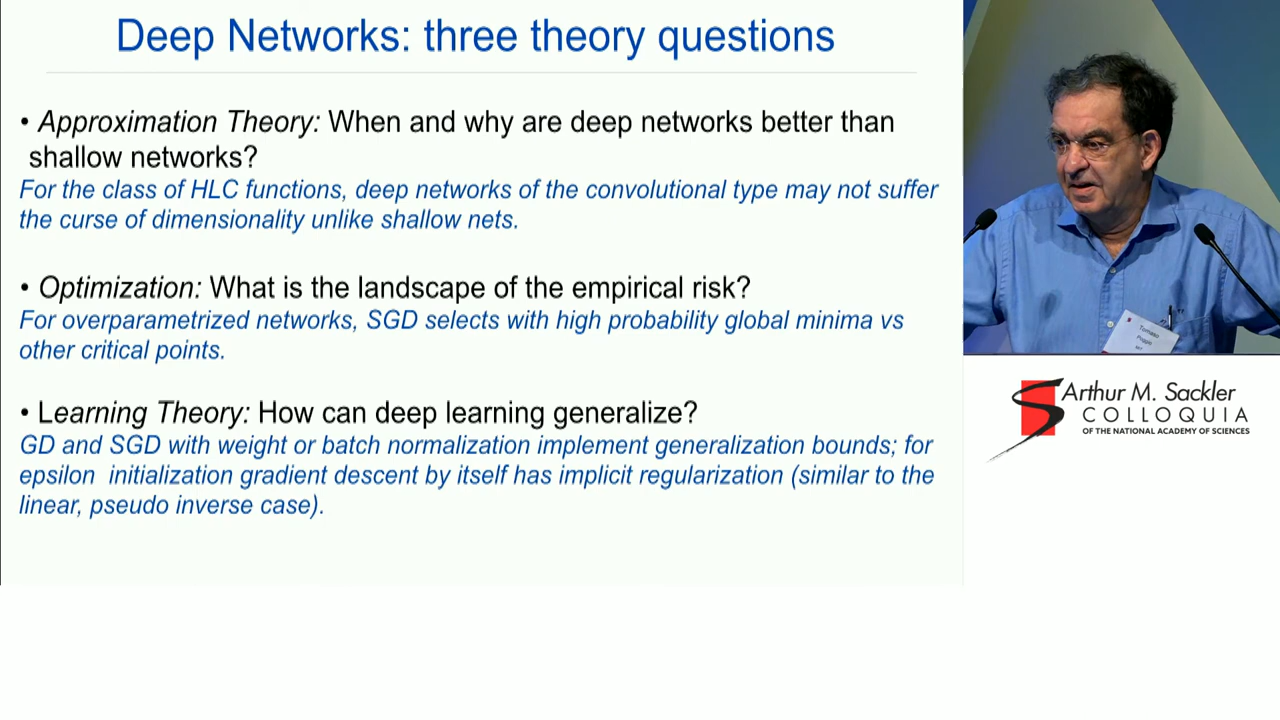 Deep Networks: three theory questions
• Approximation Theory: When and why are deep networks better than
shallow networks?
For the class of HLC functions, deep networks of the convolutional type may not suffer
the curse of dimensionality unlike shallow nets.
• Optimization: What is the landscape of the empirical risk?
For overparametrized networks, SGD selects with high probability global minima vs
other critical points.
• Learning Theory: How can deep learning generalize?
GD and SGD with weight or batch normalization implement generalization bounds; for
epsilon initialization gradient descent by itself has implicit regularization (similar to the
linear, pseudo inverse case).
Tomaso
Poggio
MIT
Arthur M. Sackler
COLLOQUIA
OF THE NATIONAL ACADEMY OF SCIENCES